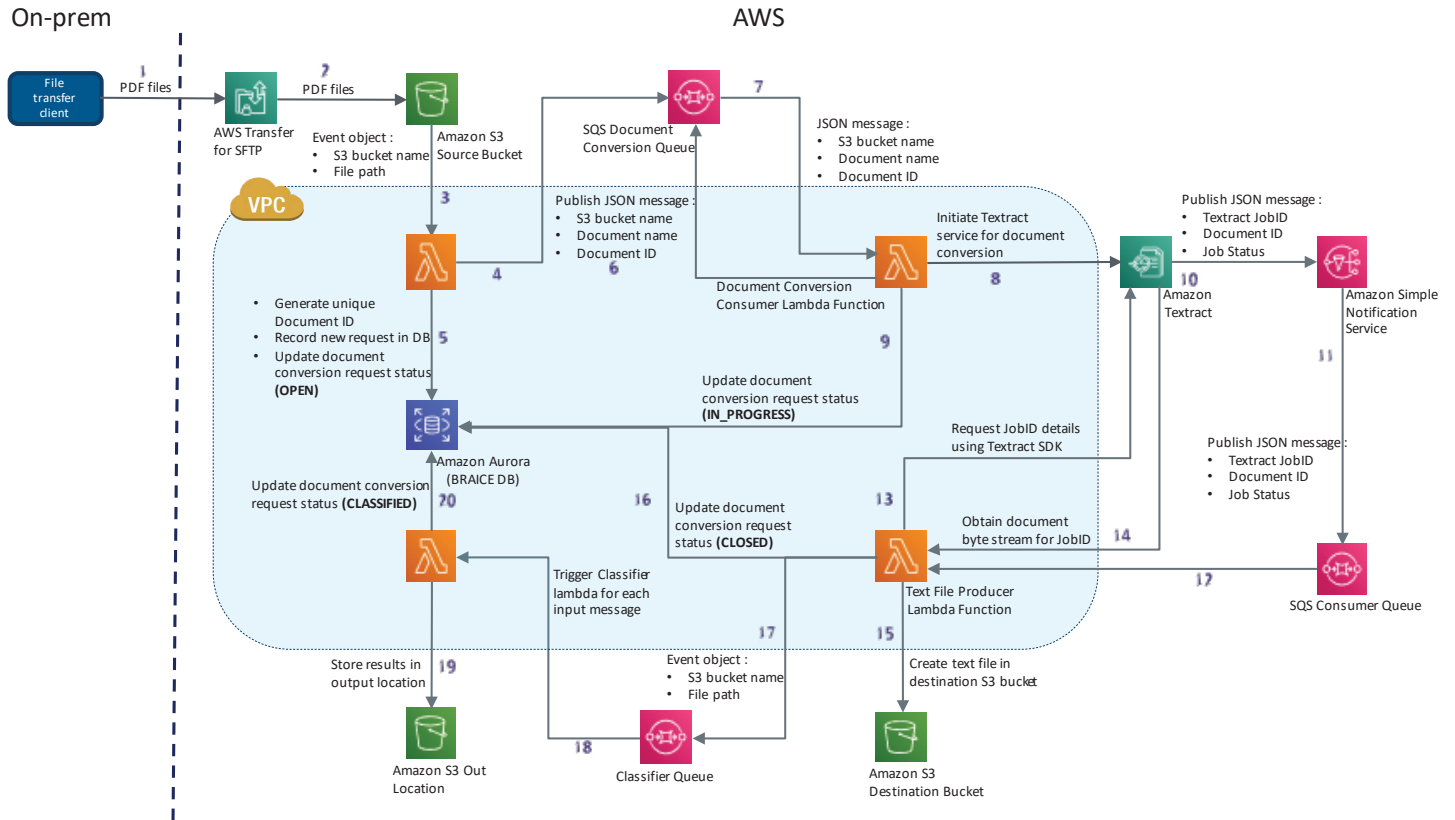 On-prem
AWS
File
transfer
client
1
PDF files
AWS Transfer
for SFTP
2
PDF files
Amazon S3
Source Bucket
Event object :
• S3 bucket name
• File path
3
VPC
4
Publish JSON message :
• S3 bucket name
• Document name
• Document ID
6
SQS Document
Conversion Queue
7
JSON message :
• S3 bucket name
• Document name
• Document ID
Document Conversion
Consumer Lambda Function
Initiate Textract
service for document
conversion
8
Amazon
Textract
Publish JSON message :
• Textract JobID
• Document ID
• Job Status
10
Amazon Simple
Notification
Service
11
• Generate unique
Document ID
• Record new request in DB
• Update document
conversion request status
(OPEN)
5
9
Update document
conversion request status
(IN_PROGRESS)
Amazon Aurora
(BRAICE DB)
Request JobID details
using Textract SDK
13
Publish JSON message :
• Textract JobID
• Document ID
• Job Status
Update document conversion
request status (CLASSIFIED)
20
16
Update document
conversion request
status (CLOSED)
Obtain document
byte stream for JobID
14
12
SQS Consumer Queue
Text File Producer
Lambda Function
Trigger Classifier
lambda for each
input message
17
15
Store results in
output location
19
Event object :
• S3 bucket name
• File path
Create text file in
destination S3 bucket
18
Amazon S3 Out
Location
Classifier Queue
Amazon S3
Destination Bucket